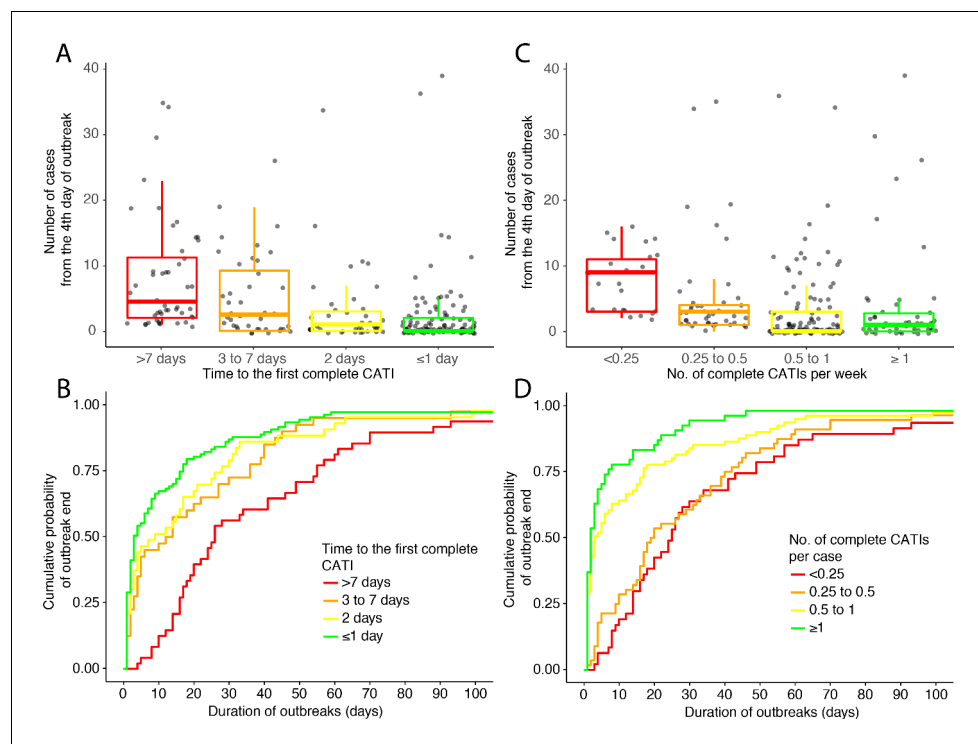 A
Number of cases
from the 4th day of outbreak
40
30
20
10
0
>7 days
3 to 7 days
2 days
≤1 day
Time to the first complete CATI
C
Number of cases
from the 4th day of outbreak
40
30
20
10
0
<0.25
0.25 to 0.5
0.5 to 1
≥ 1
No. of complete CATIs per week
B
Cumulative probability
of outbreak end
1.00
0.75
0.50
0.25
0.00
0
10
20
30
40
50
60
70
80
90
100
Duration of outbreaks (days)
Time to the first complete
CATI
>7 days
3 to 7 days
2 days
≤1 day
D
Cumulative probability
of outbreak end
1.00
0.75
0.50
0.25
0.00
0
10
20
30
40
50
60
70
80
90
100
Duration of outbreaks (days)
No. of complete CATIs
per case
<0.25
0.25 to 0.5
0.5 to 1
≥1